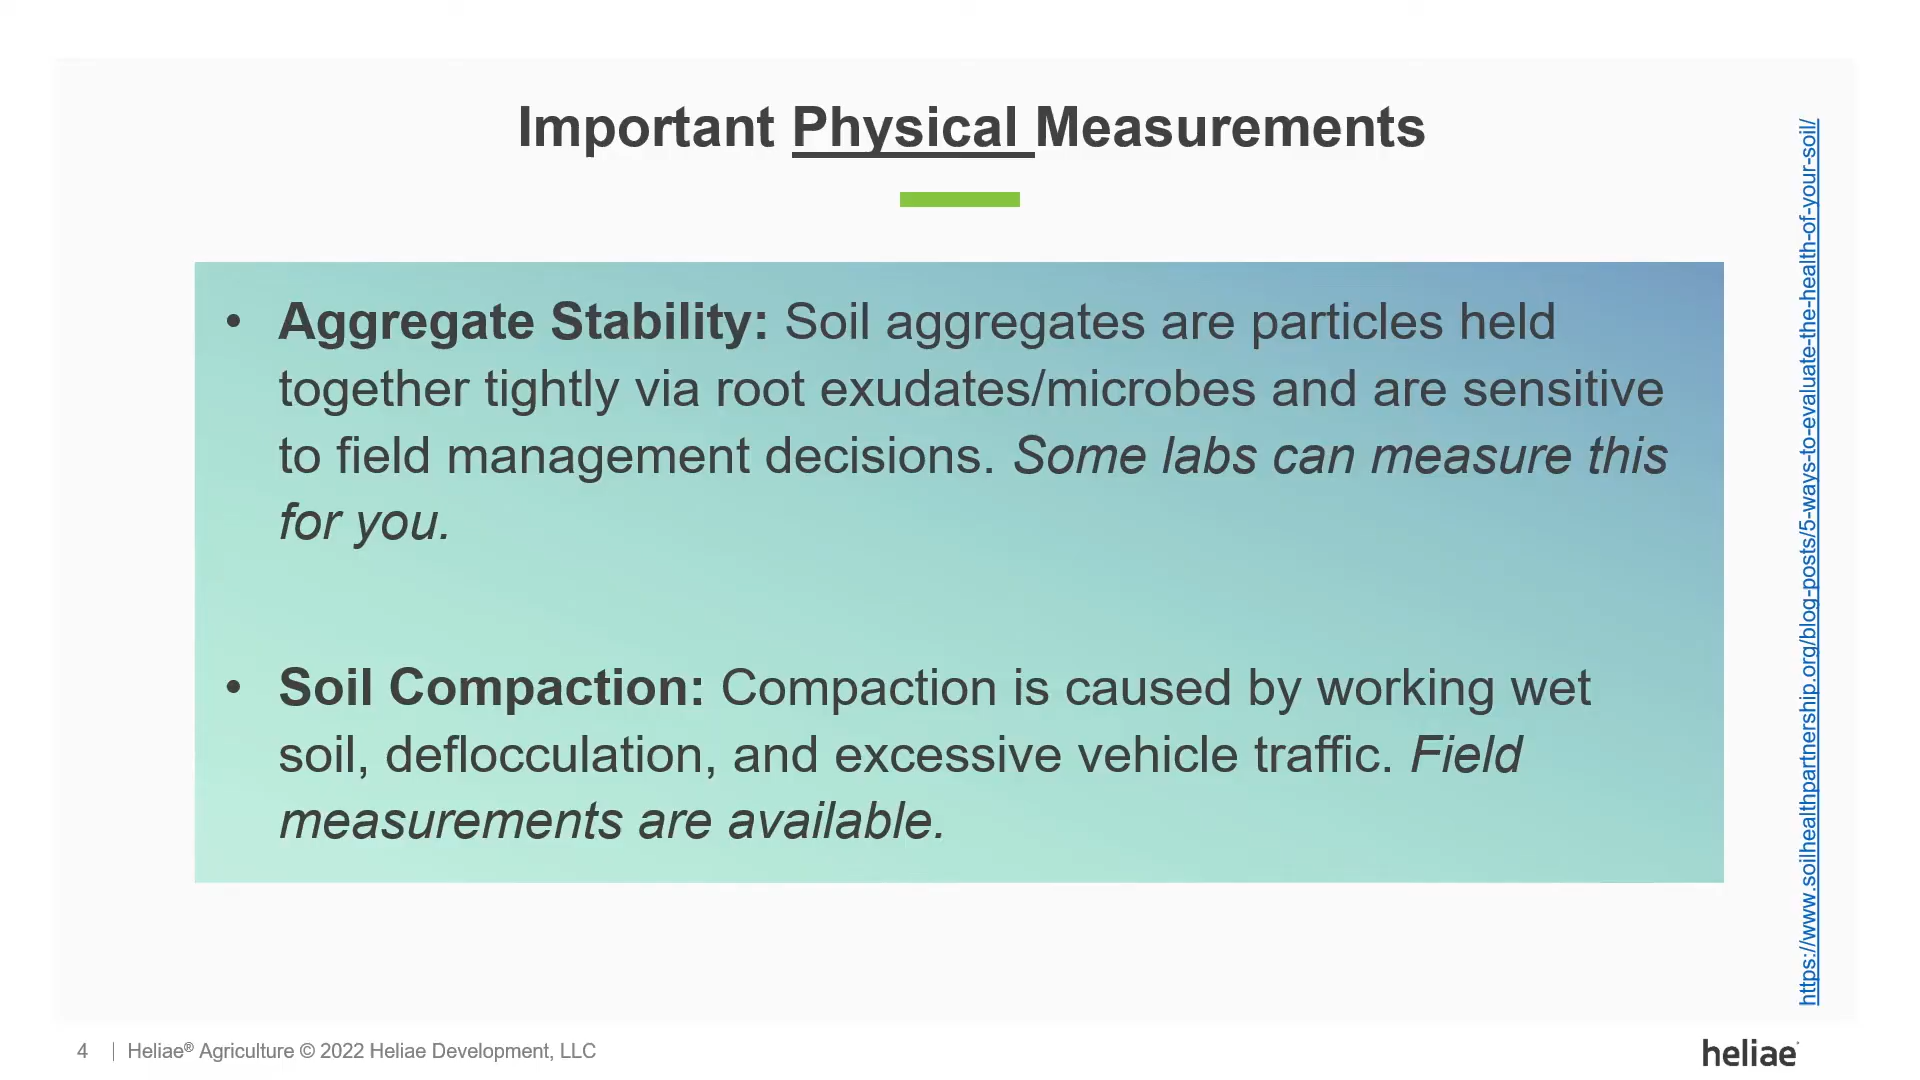 Important Physical Measurements
• Aggregate Stability: Soil aggregates are particles held
together tightly via root exudates/microbes and are sensitive
to field management decisions. Some labs can measure this
for you.
• Soil Compaction: Compaction is caused by working wet
soil, deflocculation, and excessive vehicle traffic. Field
measurements are available.
https://www.soilhealthpartnership.org/blog-posts/5-ways-to-evaluate-the-health-of-your-soil/
4 | Heliae® Agriculture © 2022 Heliae Development, LLC
heliae